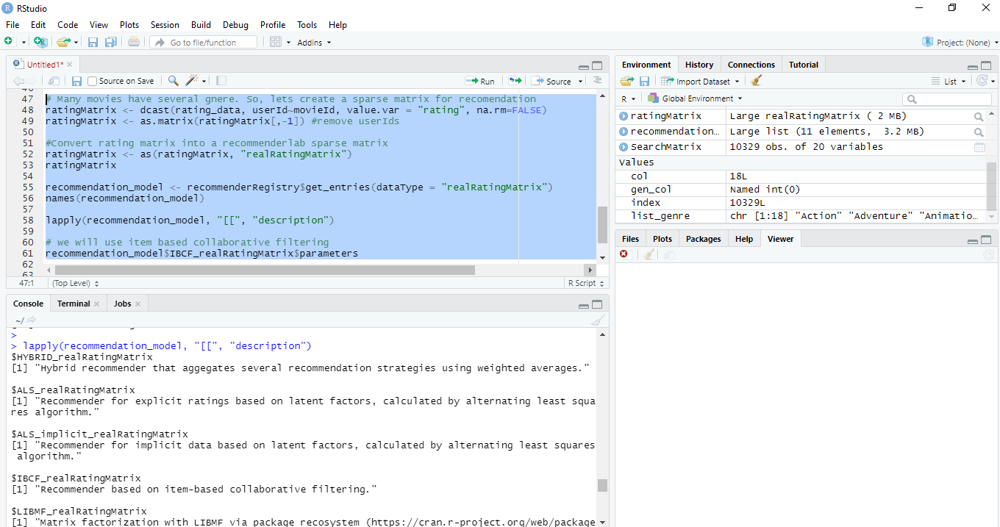 RStudio
File Edit Code View Plots Session Build Debug Profile Tools Help
Go to file/function Addins Project: (None)
Untitled1*
Source on Save Run Source
47 # Many movies have several gnere. So, lets create a sparse matrix for recomendation
48 ratingMatrix <- dcast(rating_data, userId~movieId, value.var = "rating", na.rm=FALSE)
49 ratingMatrix <- as.matrix(ratingMatrix[,-1]) #remove userIds
50
51 #Convert rating matrix into a recommenderlab sparse matrix
52 ratingMatrix <- as(ratingMatrix, "realRatingMatrix")
53 ratingMatrix
54
55 recommendation_model <- recommenderRegistry$get_entries(dataType = "realRatingMatrix")
56 names(recommendation_model)
57
58 lapply(recommendation_model, "[[", "description")
59
60 # we will use item based collaborative filtering
61 recommendation_model$IBCF_realRatingMatrix$parameters
62
63
47:1 (Top Level) R Script
Console Terminal Jobs
~/
>
> lapply(recommendation_model, "[[", "description")
$HYBRID_realRatingMatrix
[1] "Hybrid recommender that aggegates several recommendation strategies using weighted averages."
$ALS_realRatingMatrix
[1] "Recommender for explicit ratings based on latent factors, calculated by alternating least squa
res algorithm."
$ALS_implicit_realRatingMatrix
[1] "Recommender for implicit data based on latent factors, calculated by alternating least squares
algorithm."
$IBCF_realRatingMatrix
[1] "Recommender based on item-based collaborative filtering."
$LIBMF_realRatingMatrix
[1] "Matrix factorization with LIBMF via package recosystem (https://cran.r-project.org/web/package
Environment History Connections Tutorial
Import Dataset List
R Global Environment
ratingMatrix Large realRatingMatrix ( 2 MB)
recommendation… Large list (11 elements, 3.2 MB)
SearchMatrix 10329 obs. of 20 variables
Values
col 18L
gen_col Named int(0)
index 10329L
list_genre chr [1:18] "Action" "Adventure" "Animatio…
Files Plots Packages Help Viewer